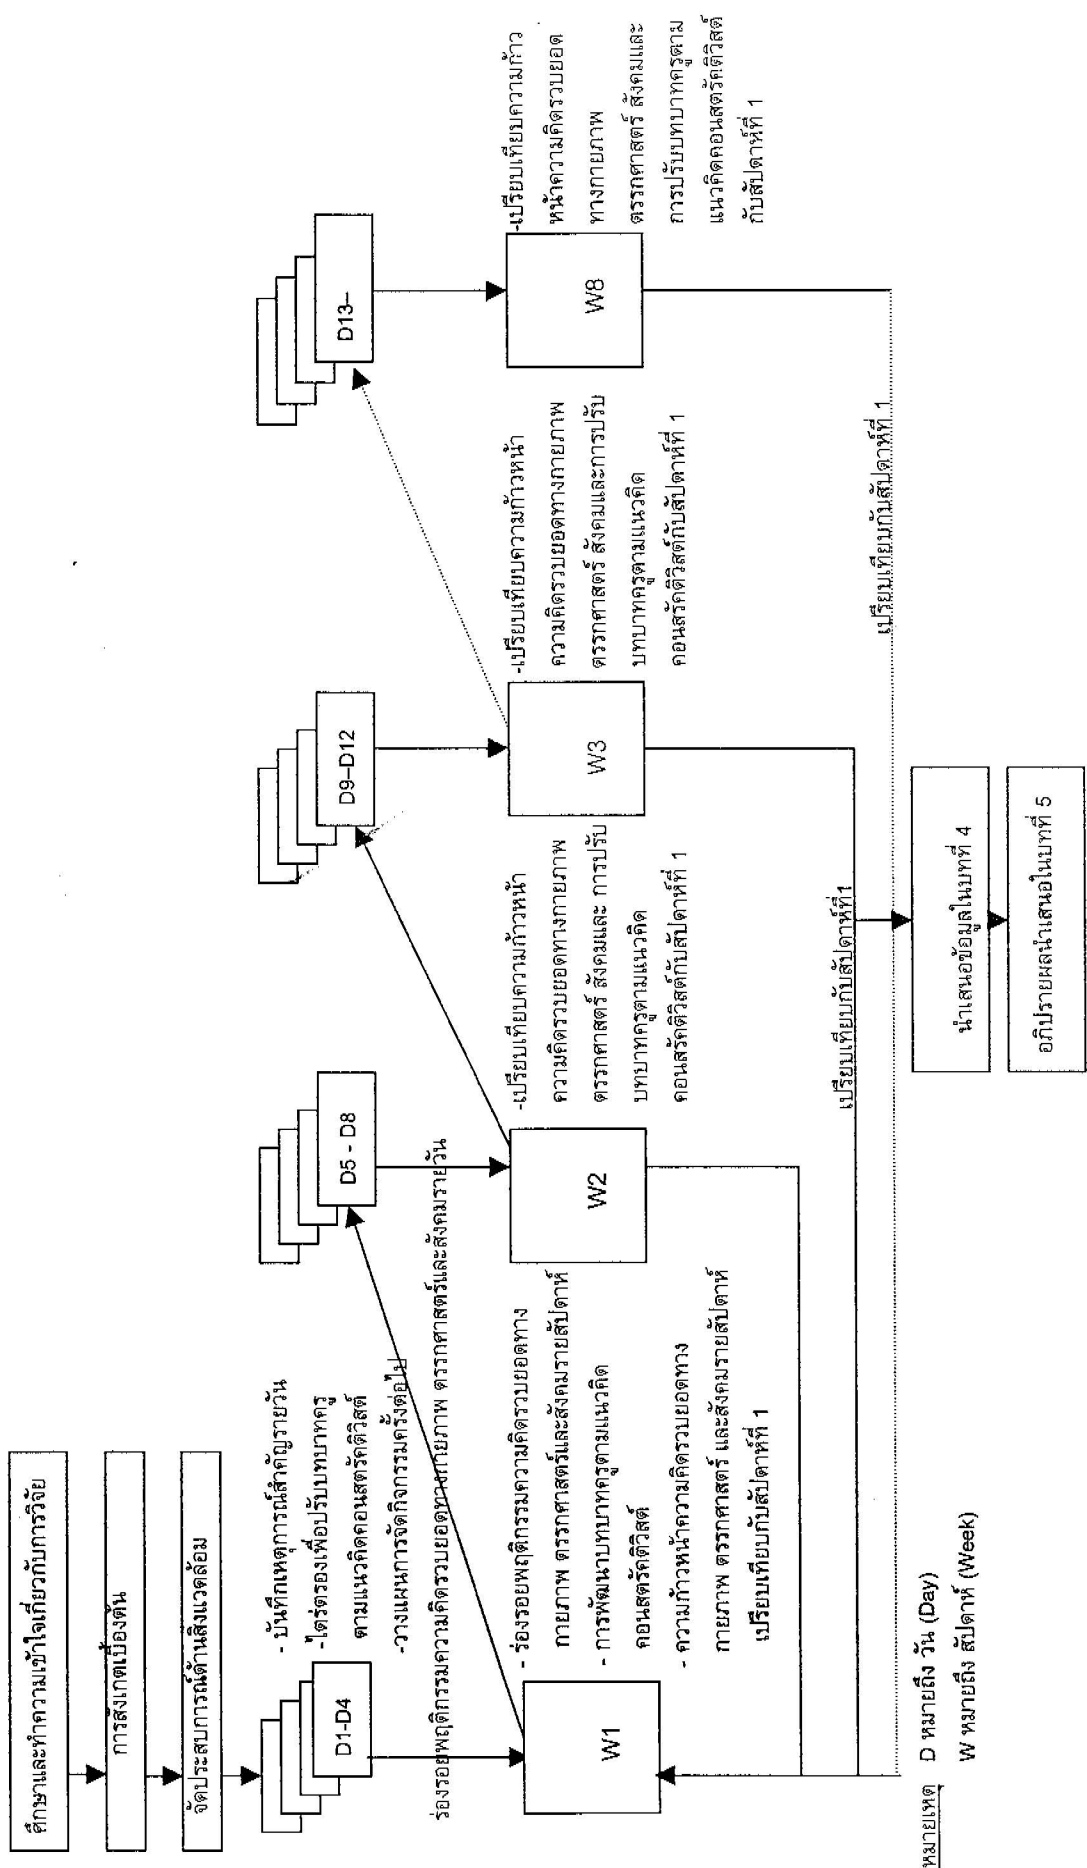 ศึกษาและทำความเข้าใจเกี่ยวกับการวิจัย
การสังเกตเบื้องต้น
จัดประสบการณ์ด้านสิ่งแวดล้อม
D1-D4
- บันทึกเหตุการณ์สำคัญรายวัน
-ไตร่ตรองเพื่อปรับบทบาทครู
ตามแนวคิดคอนสตรัคติวิสต์
-วางแผนการจัดกิจกรรมครั้งต่อไป
D5 - D8
D9–D12
D13–
ร่องรอยพฤติกรรมความคิดรวบยอดทางกายภาพ ตรรกศาสตร์และสังคมรายวัน
W1
- ร่องรอยพฤติกรรมความคิดรวบยอดทาง
กายภาพ ตรรกศาสตร์และสังคมรายสัปดาห์
- การพัฒนาบทบาทครูตามแนวคิด
คอนสตรัคติวิสต์
- ความก้าวหน้าความคิดรวบยอดทาง
กายภาพ ตรรกศาสตร์ และสังคมรายสัปดาห์
เปรียบเทียบกับสัปดาห์ที่ 1
W2
-เปรียบเทียบความก้าวหน้า
ความคิดรวบยอดทางกายภาพ
ตรรกศาสตร์ สังคมและ การปรับ
บทบาทครูตามแนวคิด
คอนสรัคติวิสต์กับสัปดาห์ที่ 1
W3
-เปรียบเทียบความก้าวหน้า
ความคิดรวบยอดทางกายภาพ
ตรรกศาสตร์ สังคมและการปรับ
บทบาทครูตามแนวคิด
คอนสรัคติวิสต์กับสัปดาห์ที่ 1
W8
-เปรียบเทียบความก้าว
หน้าความคิดรวบยอด
ทางกายภาพ
ตรรกศาสตร์ สังคมและ
การปรับบทบาทครูตาม
แนวคิดคอนสตรัคติวิสต์
กับสัปดาห์ที่ 1
เปรียบเทียบกับสัปดาห์ที่1
เปรียบเทียบกับสัปดาห์ที่ 1
นำเสนอข้อมูลในบทที่ 4
อภิปรายผลนำเสนอในบทที่ 5
หมายเหตุ D หมายถึง วัน (Day)
W หมายถึง สัปดาห์ (Week)